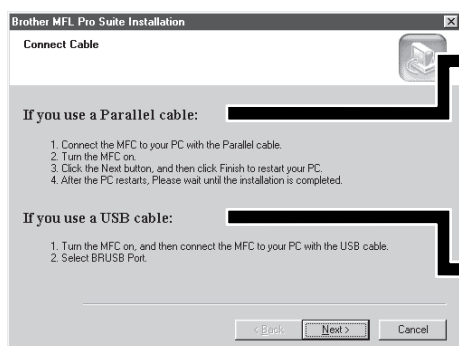 Brother MFL Pro Suite Installation
Connect Cable
If you use a Parallel cable:
1. Connect the MFC to your PC with the Parallel cable.
2. Turn the MFC on.
3. Click the Next button, and then click Finish to restart your PC.
4. After the PC restarts, Please wait until the installation is completed.
If you use a USB cable:
1. Turn the MFC on, and then connect the MFC to your PC with the USB cable.
2. Select BRUSB Port.
< Back Next > Cancel